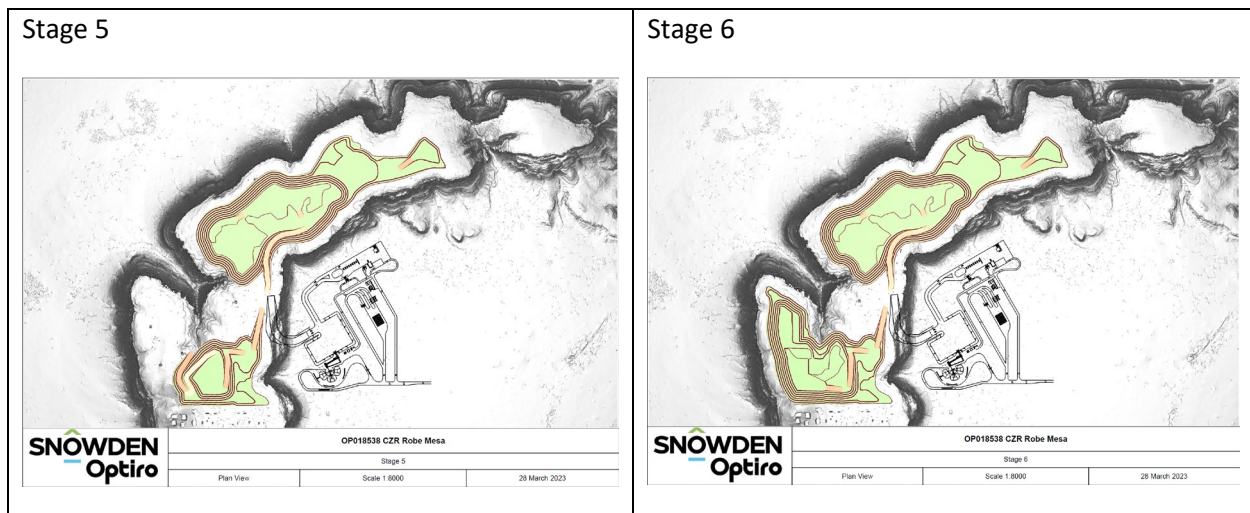 Stage 5
SNOWDEN
Optiro
OP018538 CZR Robe Mesa
Stage 5
Plan View
Scale 1:8000
28 March 2023
Stage 6
SNOWDEN
Optiro
OP018538 CZR Robe Mesa
Stage 6
Plan View
Scale 1:8000
28 March 2023